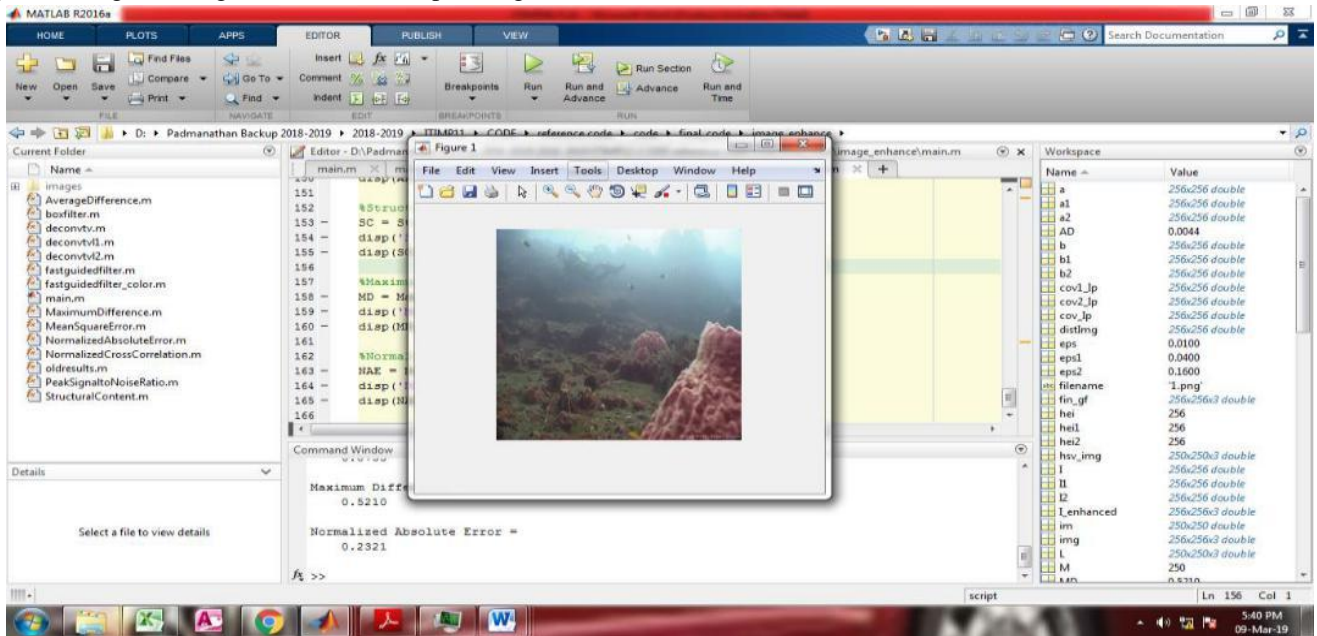 MATLAB R2016a
HOME PLOTS APPS EDITOR PUBLISH VIEW
Search Documentation
New Open Save Find Files Compare Print Go To Find Insert Comment Indent Breakpoints Run Run and Advance Run Section Advance Run and Time
FILE NAVIGATE EDIT BREAKPOINTS RUN
D: Padmanathan Backup 2018-2019 2018-2019 ITIMP11 CODE reference code code final code image_enhance
Current Folder
Name
images
AverageDifference.m
boxfilter.m
deconvtv.m
deconvtvl1.m
deconvtvl2.m
fastguidedfilter.m
fastguidedfilter_color.m
main.m
MaximumDifference.m
MeanSquareError.m
NormalizedAbsoluteError.m
NormalizedCrossCorrelation.m
oldresults.m
PeakSignaltoNoiseRatio.m
StructuralContent.m
Details
Select a file to view details
Editor - D:\Padman
\image_enhance\main.m
main.m
151
152 %Struc
153 - SC = S
154 - disp('
155 - disp(SC
156
157 %Maxim
158 - MD = Ma
159 - disp('
160 - disp(MD
161
162 %Norma
163 - NAE =
164 - disp('
165 - disp(NA
166
Figure 1
File Edit View Insert Tools Desktop Window Help
Command Window
Maximum Diffe
0.5210
Normalized Absolute Error =
0.2321
fx >>
Workspace
Name Value
a 256x256 double
a1 256x256 double
a2 256x256 double
AD 0.0044
b 256x256 double
b1 256x256 double
b2 256x256 double
cov1_Ip 256x256 double
cov2_Ip 256x256 double
cov_Ip 256x256 double
distImg 256x256 double
eps 0.0100
eps1 0.0400
eps2 0.1600
filename '1.png'
fin_gf 256x256x3 double
hei 256
hei1 256
hei2 256
hsv_img 250x250x3 double
I 256x256 double
I1 256x256 double
I2 256x256 double
I_enhanced 256x256x3 double
im 250x250 double
img 256x256x3 double
L 250x250x3 double
M 250
MD 0.5210
script Ln 156 Col 1
5:40 PM
09-Mar-19